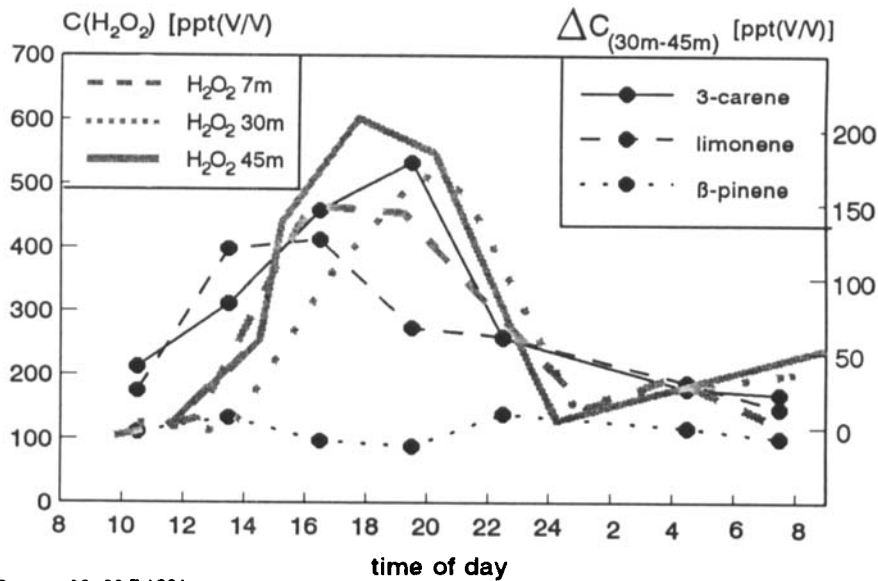 C(H₂O₂) [ppt(V/V)
ΔC(30m-45m) [ppt(V/V)]
700
600
500
400
300
200
100
0
H₂O₂ 7m
H₂O₂ 30m
H₂O₂ 45m
3-carene
limonene
ß-pinene
200
150
100
50
0
8 10 12 14 16 18 20 22 24 2 4 6 8
time of day